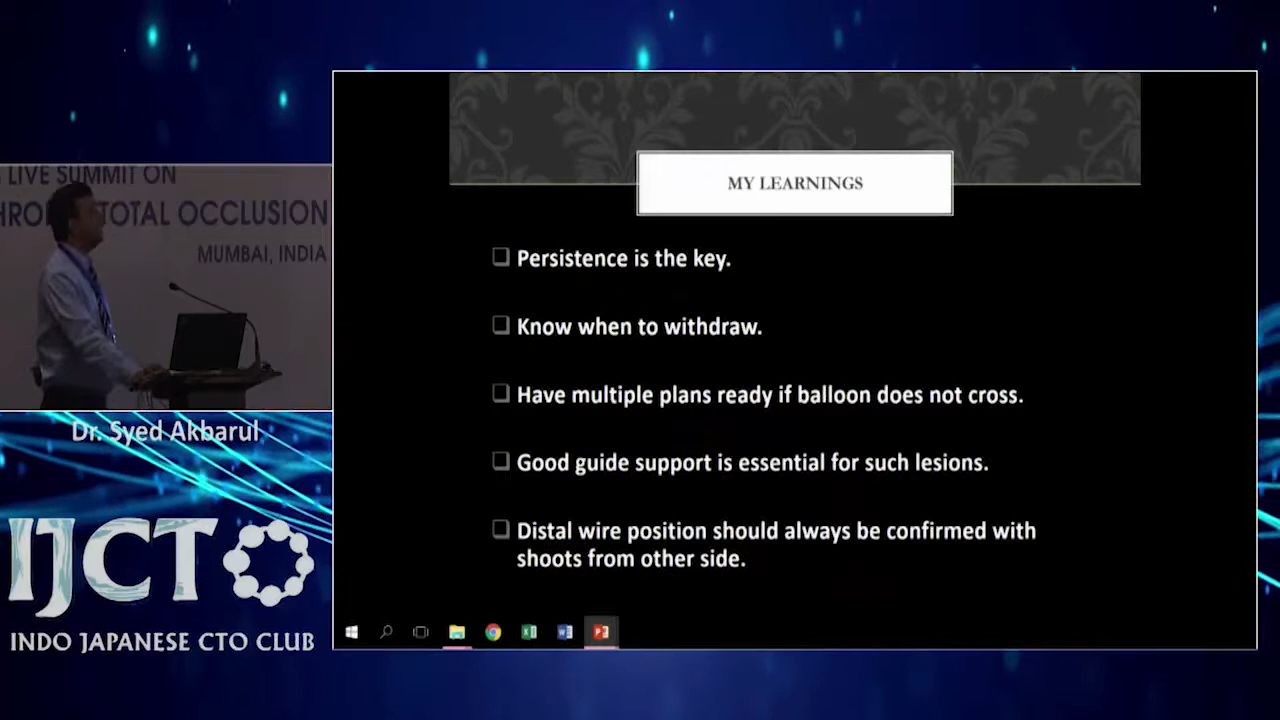 LIVE SUMMIT ON
TOTAL OCCLUSION
MUMBAI, INDIA
Dr. Syed Akbarul
IJCTO
INDO JAPANESE CTO CLUB
MY LEARNINGS
Persistence is the key.
Know when to withdraw.
Have multiple plans ready if balloon does not cross.
Good guide support is essential for such lesions.
Distal wire position should always be confirmed with
shoots from other side.